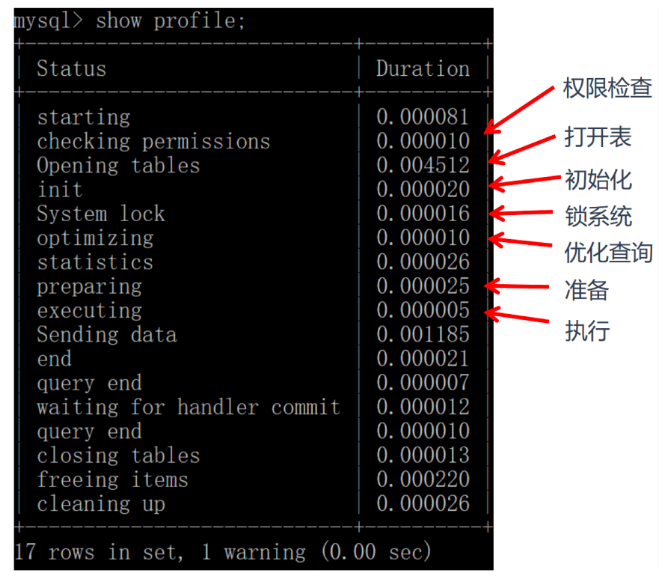 mysql> show profile;
Status Duration
starting 0.000081
checking permissions 0.000010
Opening tables 0.004512
init 0.000020
System lock 0.000016
optimizing 0.000010
statistics 0.000026
preparing 0.000025
executing 0.000005
Sending data 0.001185
end 0.000021
query end 0.000007
waiting for handler commit 0.000012
query end 0.000010
closing tables 0.000013
freeing items 0.000220
cleaning up 0.000026
17 rows in set, 1 warning (0.00 sec)
权限检查
打开表
初始化
锁系统
优化查询
准备
执行